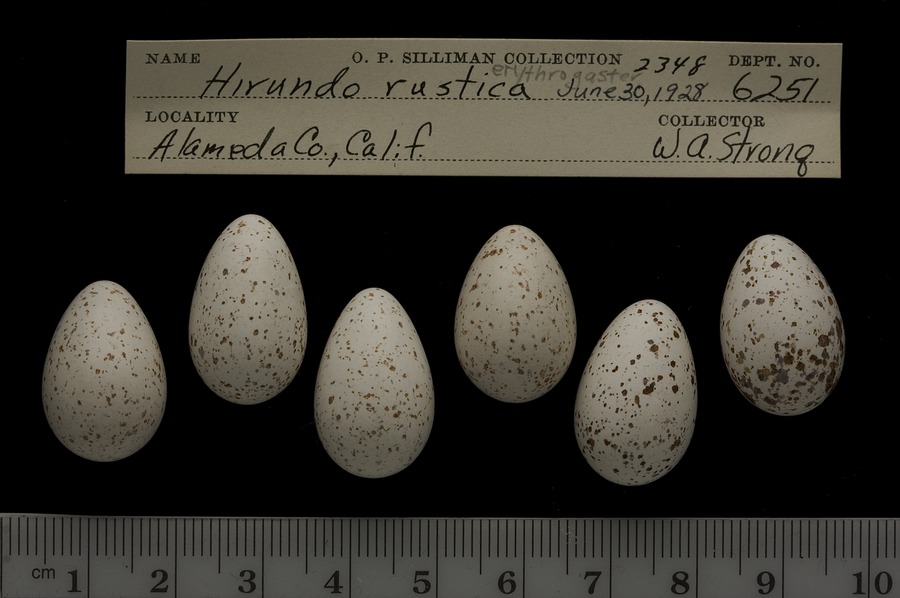 NAME O. P. SILLIMAN COLLECTION 2348 DEPT. NO.
erythrogaster
Hirundo rustica June 30, 1928 6251
LOCALITY COLLECTOR
Alameda Co., Calif. W. A. Strong
cm 1 2 3 4 5 6 7 8 9 10